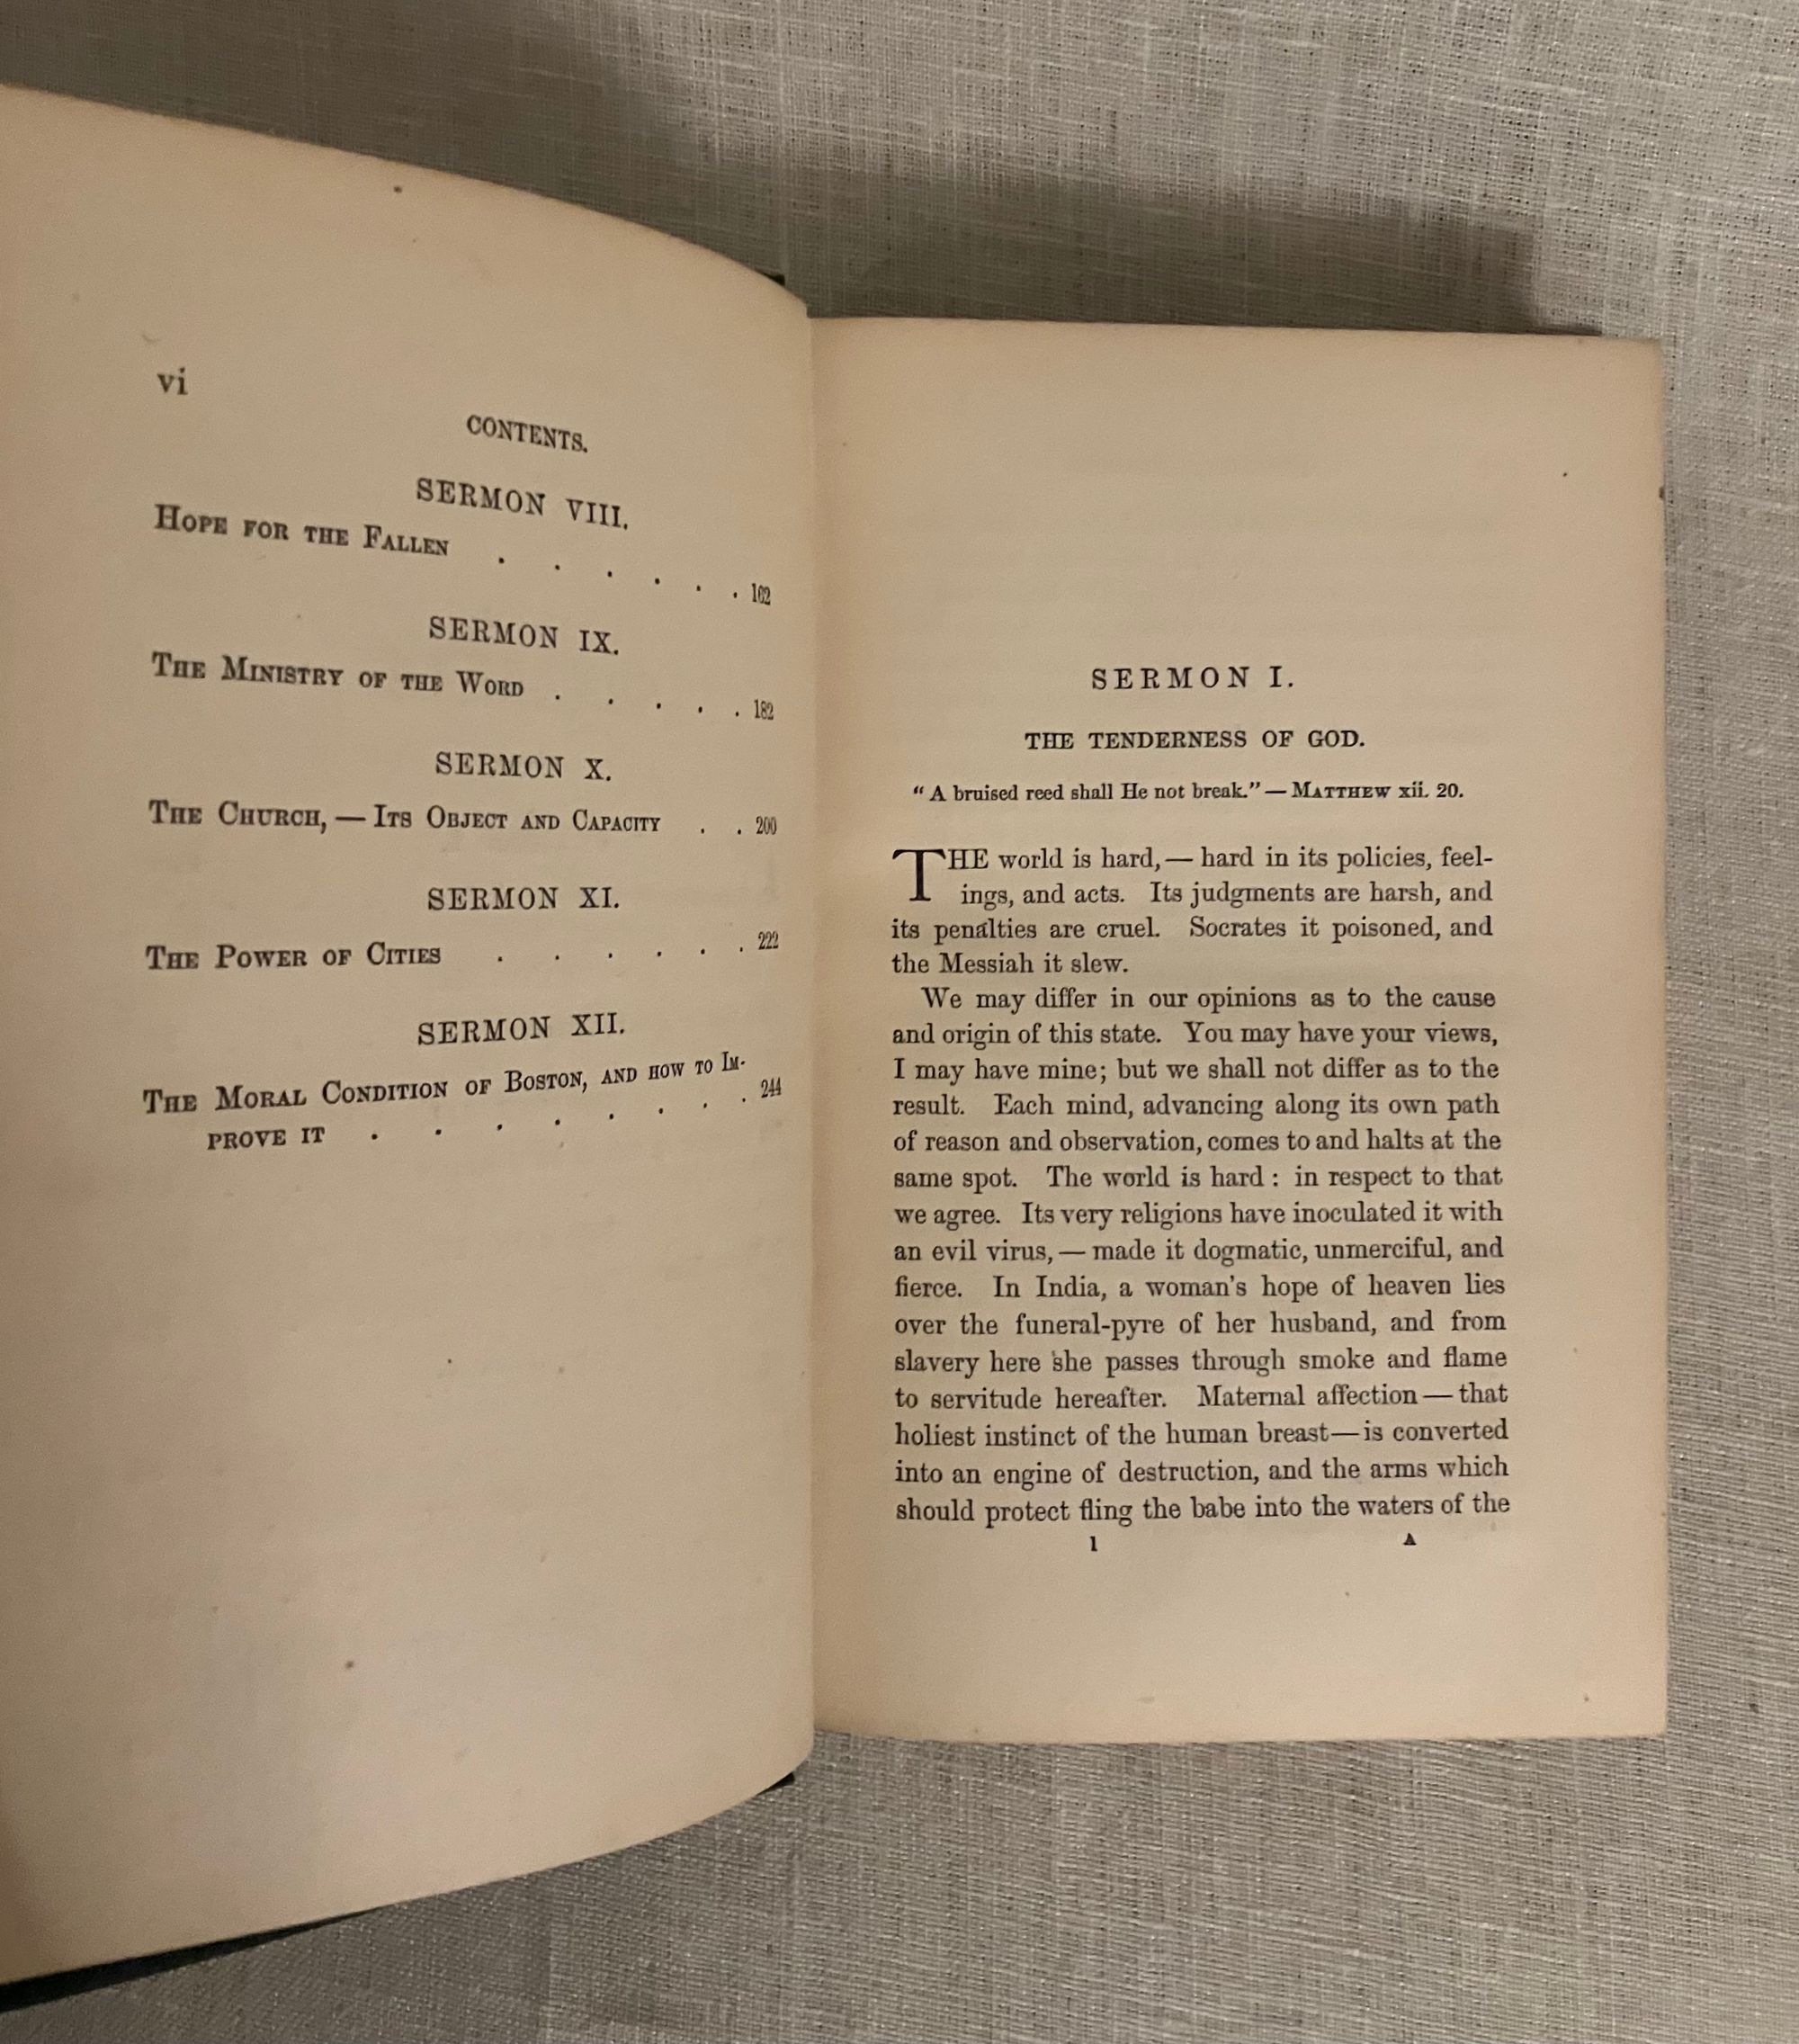 vi
CONTENTS.
SERMON VIII.
HOPE FOR THE FALLEN . . . . . . 162
SERMON IX.
THE MINISTRY OF THE WORD . . . . . 182
SERMON X.
THE CHURCH, — ITS OBJECT AND CAPACITY . . 200
SERMON XI.
THE POWER OF CITIES . . . . . . 222
SERMON XII.
THE MORAL CONDITION OF BOSTON, AND HOW TO IM-
PROVE IT . . . . . . . . 244
SERMON I.
THE TENDERNESS OF GOD.
“A bruised reed shall He not break.” — MATTHEW xii. 20.
THE world is hard, — hard in its policies, feel-
ings, and acts. Its judgments are harsh, and
its penalties are cruel. Socrates it poisoned, and
the Messiah it slew.
We may differ in our opinions as to the cause
and origin of this state. You may have your views,
I may have mine; but we shall not differ as to the
result. Each mind, advancing along its own path
of reason and observation, comes to and halts at the
same spot. The world is hard: in respect to that
we agree. Its very religions have inoculated it with
an evil virus, — made it dogmatic, unmerciful, and
fierce. In India, a woman's hope of heaven lies
over the funeral-pyre of her husband, and from
slavery here she passes through smoke and flame
to servitude hereafter. Maternal affection — that
holiest instinct of the human breast — is converted
into an engine of destruction, and the arms which
should protect fling the babe into the waters of the
1 A